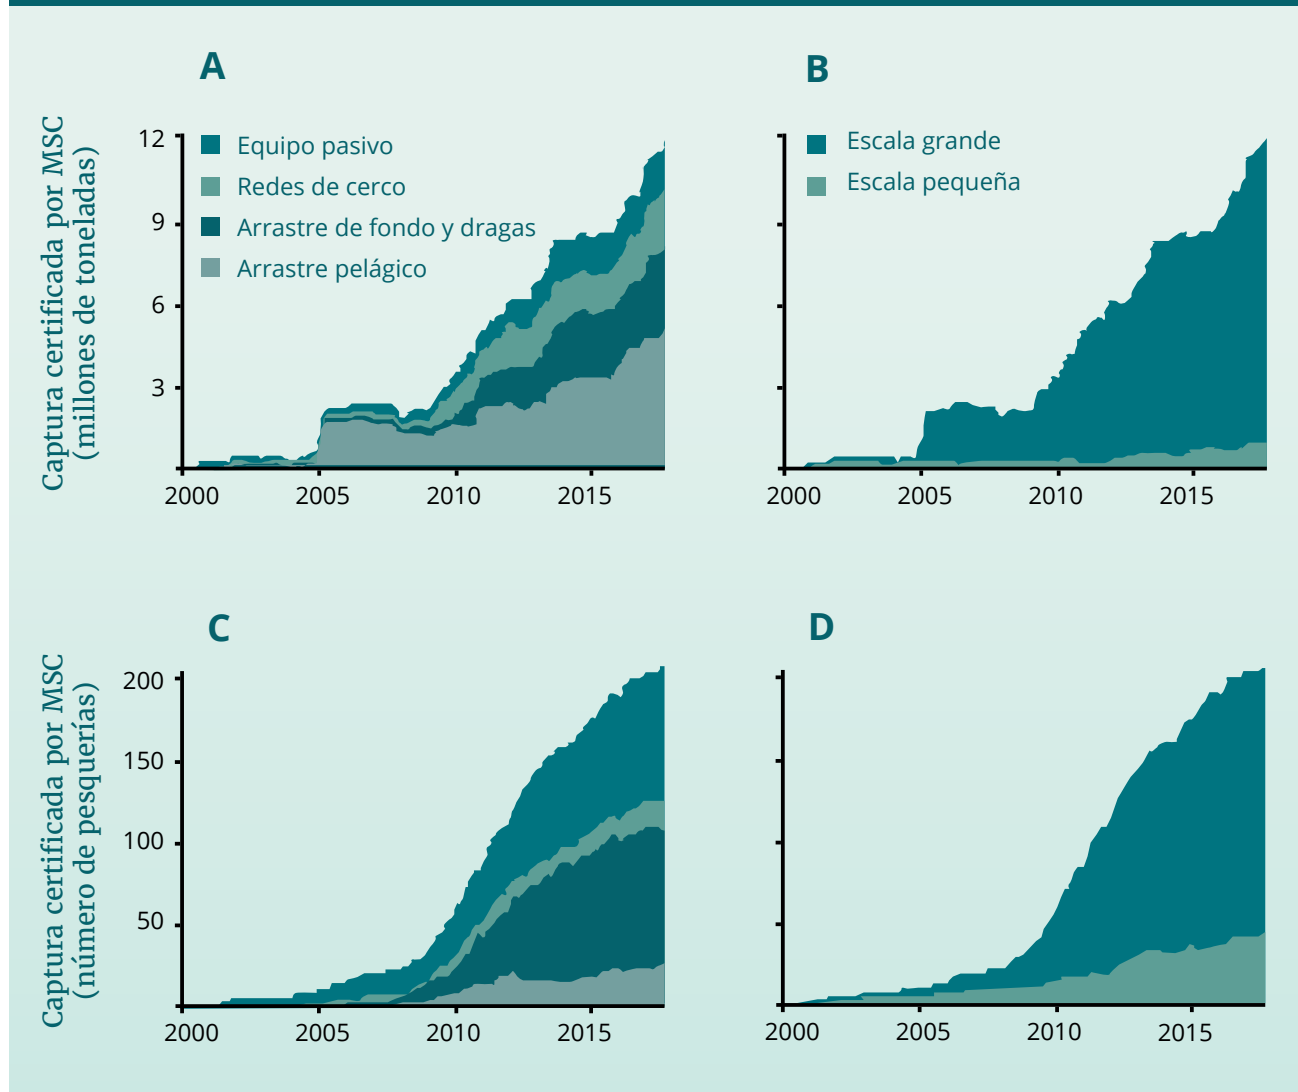 A
Captura certificada por MSC
(millones de toneladas)
12
9
6
3
Equipo pasivo
Redes de cerco
Arrastre de fondo y dragas
Arrastre pelágico
2000 2005 2010 2015
B
Escala grande
Escala pequeña
2000 2005 2010 2015
C
Captura certificada por MSC
(número de pesquerías)
200
150
100
50
2000 2005 2010 2015
D
2000 2005 2010 2015